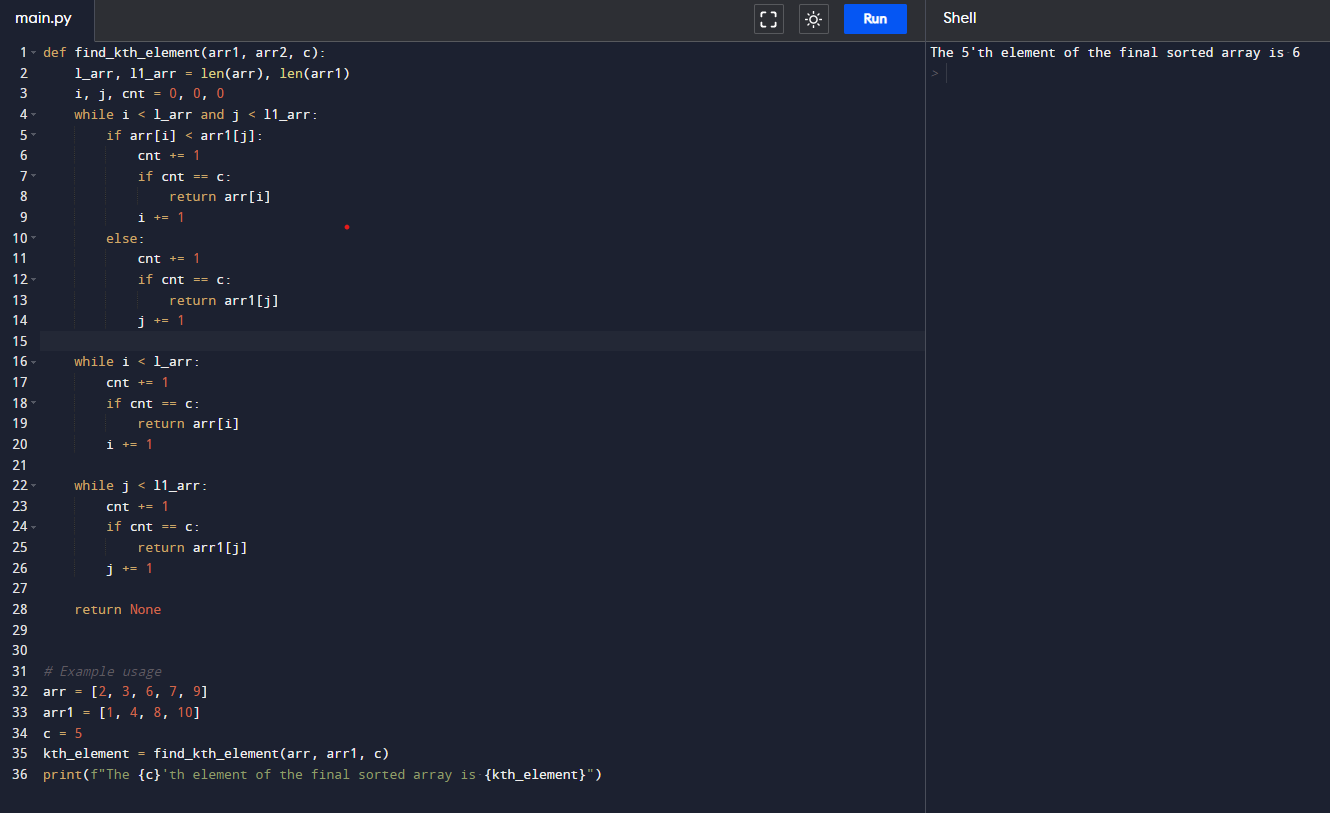 main.py
Run
Shell
1 def find_kth_element(arr1, arr2, c):
2     l_arr, l1_arr = len(arr), len(arr1)
3     i, j, cnt = 0, 0, 0
4     while i < l_arr and j < l1_arr:
5         if arr[i] < arr1[j]:
6             cnt += 1
7             if cnt == c:
8                 return arr[i]
9             i += 1
10         else:
11             cnt += 1
12             if cnt == c:
13                 return arr1[j]
14             j += 1
15
16     while i < l_arr:
17         cnt += 1
18         if cnt == c:
19             return arr[i]
20         i += 1
21
22     while j < l1_arr:
23         cnt += 1
24         if cnt == c:
25             return arr1[j]
26         j += 1
27
28     return None
29
30
31 # Example usage
32 arr = [2, 3, 6, 7, 9]
33 arr1 = [1, 4, 8, 10]
34 c = 5
35 kth_element = find_kth_element(arr, arr1, c)
36 print(f"The {c}'th element of the final sorted array is {kth_element}")
The 5'th element of the final sorted array is 6
>